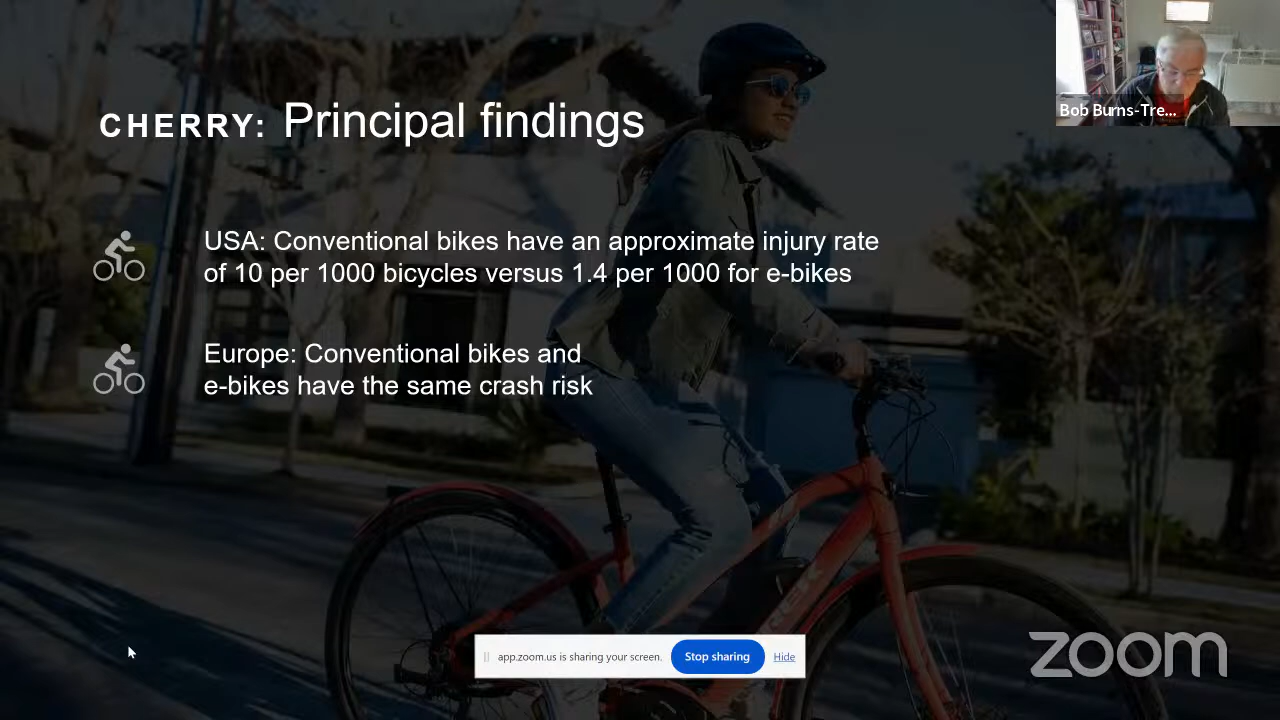 CHERRY: Principal findings
Bob Burns-Tre...
USA: Conventional bikes have an approximate injury rate
of 10 per 1000 bicycles versus 1.4 per 1000 for e-bikes
Europe: Conventional bikes and
e-bikes have the same crash risk
TREK
app.zoom.us is sharing your screen.
Stop sharing
Hide
zoom